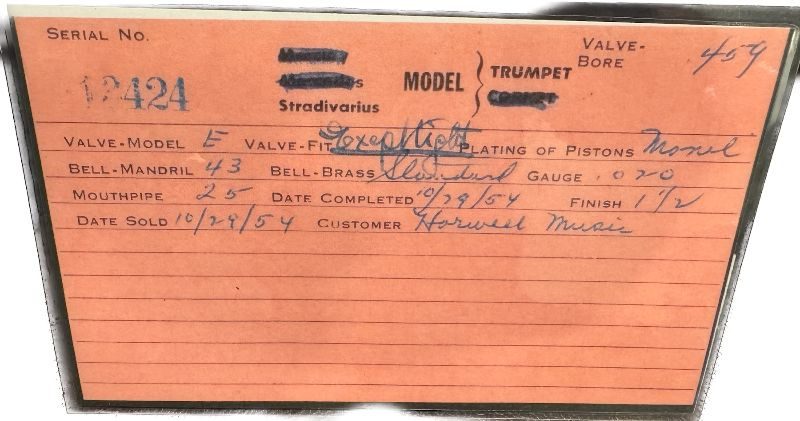 SERIAL No.
VALVE-BORE 459
12424
Stradivarius MODEL TRUMPET
VALVE-MODEL E VALVE-FIT PLATING OF PISTONS Monel
BELL-MANDRIL 43 BELL-BRASS Standard GAUGE .020
MOUTHPIPE 25 DATE COMPLETED 10/29/54 FINISH 1 1/2
DATE SOLD 10/29/54 CUSTOMER Music